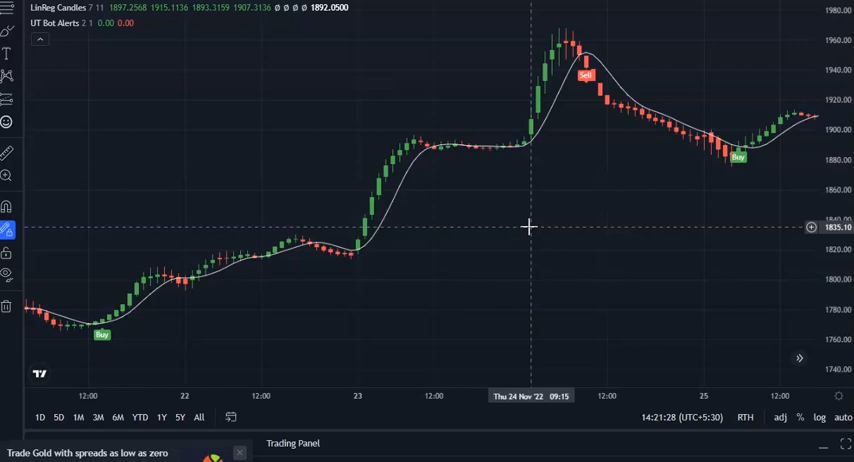 LinReg Candles 7 11 1897.2568 1915.1136 1893.3159 1907.3136 Ø Ø Ø Ø 1892.0500
UT Bot Alerts 2 1 0.00 0.00
1980.00
1960.00
1940.00
Sell
1920.00
1900.00
Buy
1880.00
1860.00
1840.00
1835.10
1820.00
1800.00
1780.00
Buy
1760.00
1740.00
12:00 22 12:00 23 12:00 Thu 24 Nov '22 09:15 12:00 25 12:00
1D 5D 1M 3M 6M YTD 1Y 5Y All 14:21:28 (UTC+5:30) RTH adj % log auto
Trading Panel
Trade Gold with spreads as low as zero